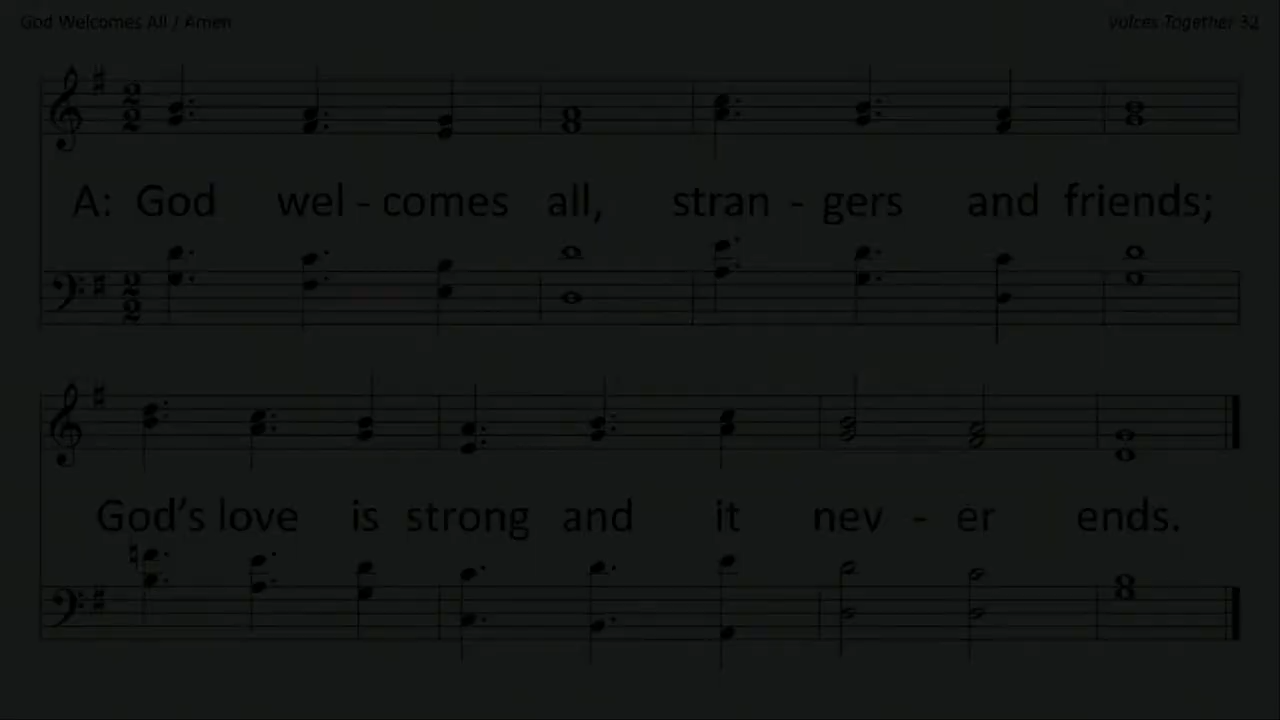 God Welcomes All / Amen
Voices Together 32
A: God wel - comes all, stran - gers and friends;
God’s love is strong and it nev - er ends.